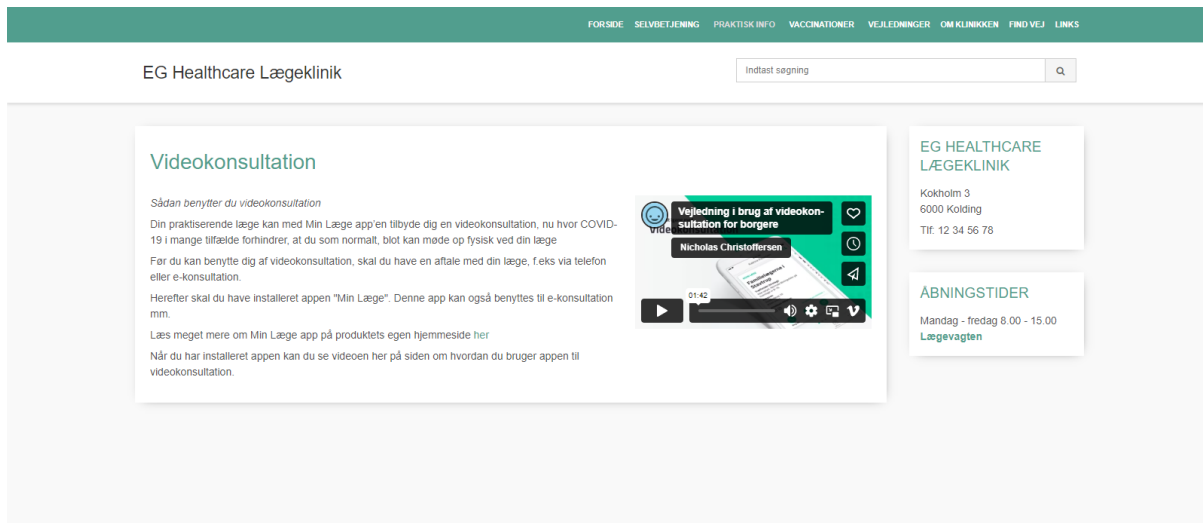 FORSIDE SELVBETJENING PRAKTISK INFO VACCINATIONER VEJLEDNINGER OM KLINIKKEN FIND VEJ LINKS
EG Healthcare Lægeklinik
Indtast søgning
Videokonsultation
Sådan benytter du videokonsultation
Din praktiserende læge kan med Min Læge app'en tilbyde dig en videokonsultation, nu hvor COVID-
19 i mange tilfælde forhindrer, at du som normalt, blot kan møde op fysisk ved din læge
Før du kan benytte dig af videokonsultation, skal du have en aftale med din læge, f.eks via telefon
eller e-konsultation.
Herefter skal du have installeret appen "Min Læge". Denne app kan også benyttes til e-konsultation
mm.
Læs meget mere om Min Læge app på produktets egen hjemmeside her
Når du har installeret appen kan du se videoen her på siden om hvordan du bruger appen til
videokonsultation.
Vejledning i brug af videokon-
sultation for borgere
Nicholas Christoffersen
Familielægerne i
Stavtrup
01:42
EG HEALTHCARE
LÆGEKLINIK
Kokholm 3
6000 Kolding
Tlf: 12 34 56 78
ÅBNINGSTIDER
Mandag - fredag 8.00 - 15.00
Lægevagten